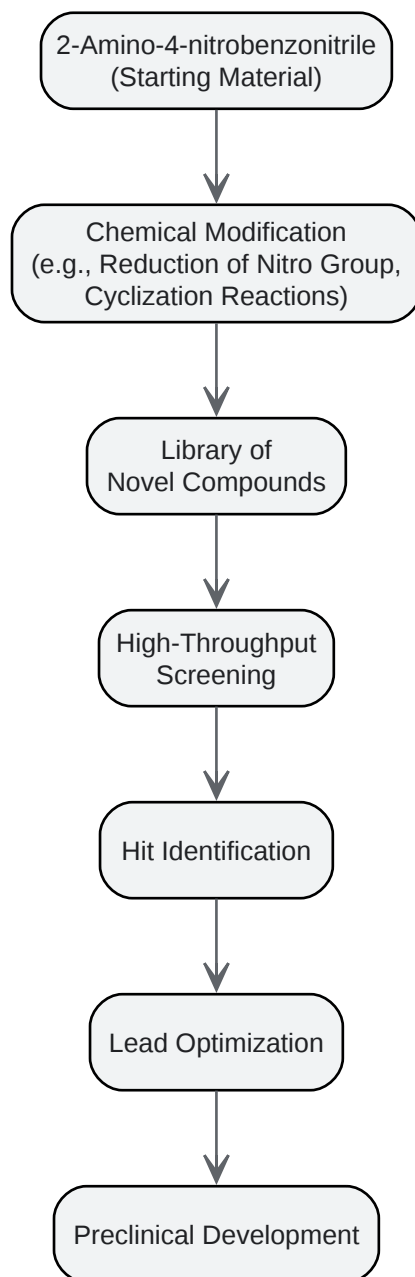 2-Amino-4-nitrobenzonitrile
(Starting Material)
Chemical Modification
(e.g., Reduction of Nitro Group,
Cyclization Reactions)
Library of
Novel Compounds
High-Throughput
Screening
Hit Identification
Lead Optimization
Preclinical Development